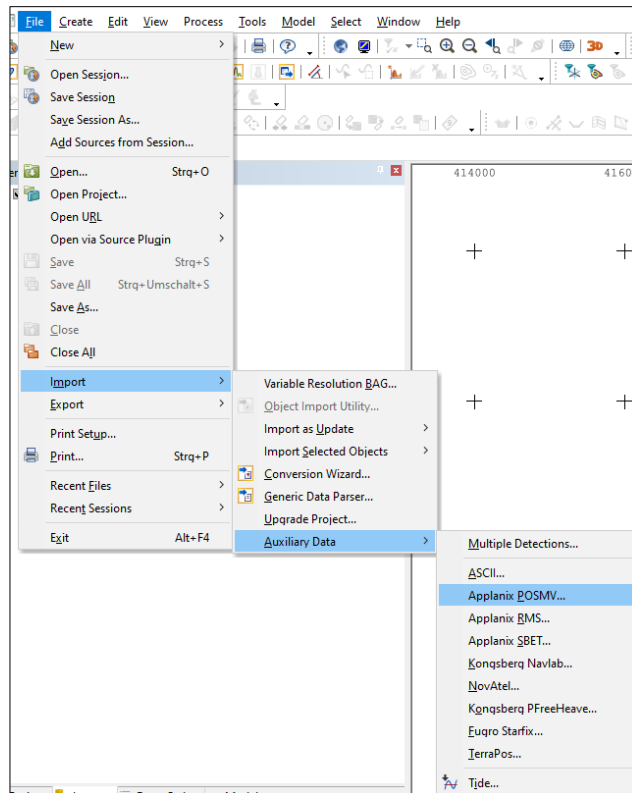 File Create Edit View Process Tools Model Select Window Help
New
Open Session...
Save Session
Save Session As...
Add Sources from Session...
Open... Strg+O
Open Project...
Open URL
Open via Source Plugin
Save Strg+S
Save All Strg+Umschalt+S
Save As...
Close
Close All
Import
Export
Print Setup...
Print... Strg+P
Recent Files
Recent Sessions
Exit Alt+F4
3D
414000 4160
Variable Resolution BAG...
Object Import Utility...
Import as Update
Import Selected Objects
Conversion Wizard...
Generic Data Parser...
Upgrade Project...
Auxiliary Data
Multiple Detections...
ASCII...
Applanix POSMV...
Applanix RMS...
Applanix SBET...
Kongsberg Navlab...
NovAtel...
Kongsberg PFreeHeave...
Fugro Starfix...
TerraPos...
Tide...